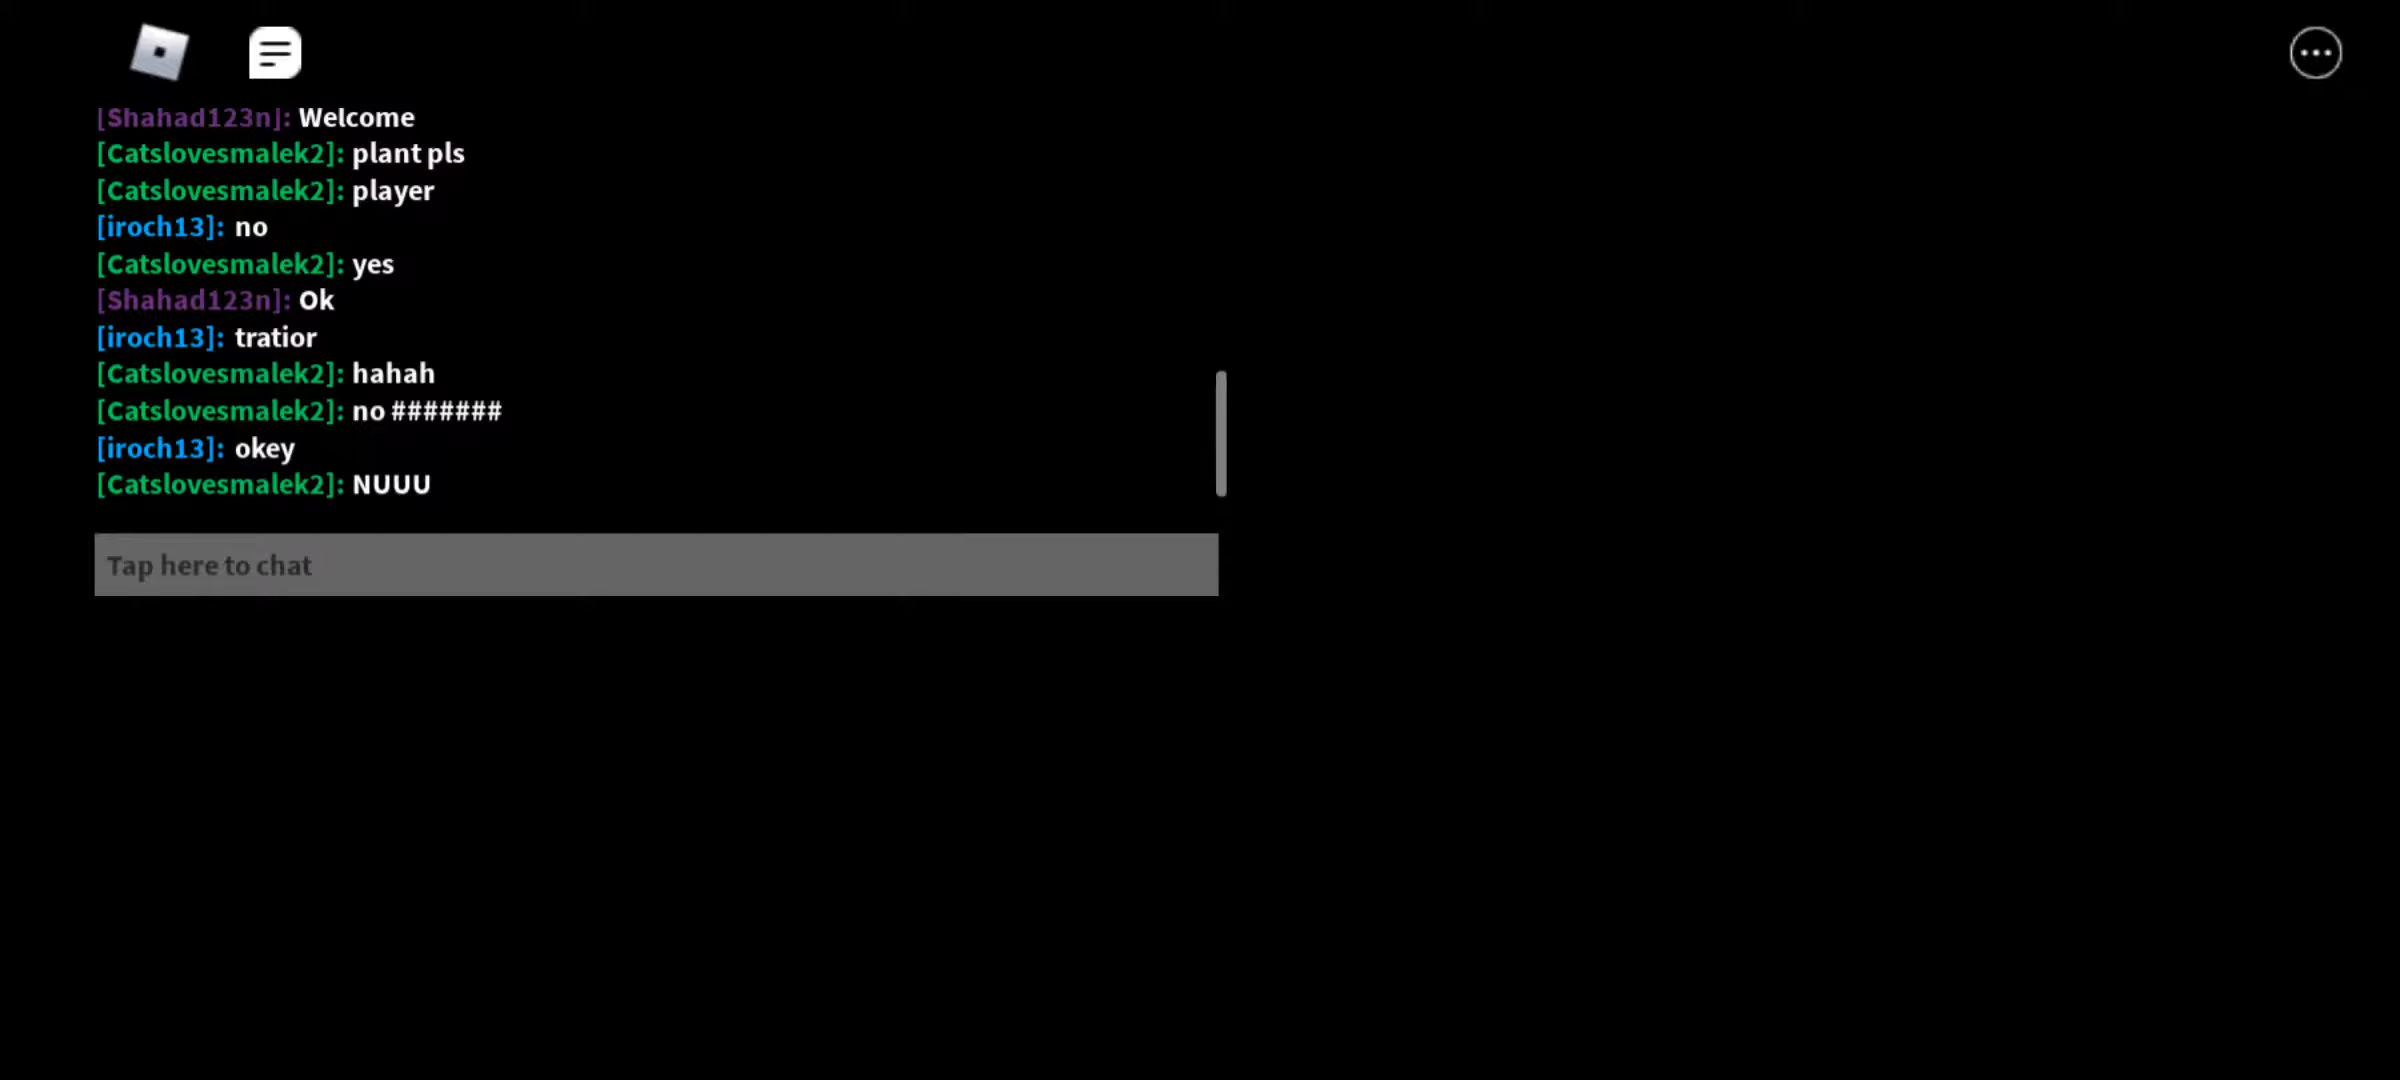 [Shahad123n]: Welcome
[Catslovesmalek2]: plant pls
[Catslovesmalek2]: player
[iroch13]: no
[Catslovesmalek2]: yes
[Shahad123n]: Ok
[iroch13]: tratior
[Catslovesmalek2]: hahah
[Catslovesmalek2]: no #######
[iroch13]: okey
[Catslovesmalek2]: NUUU
Tap here to chat